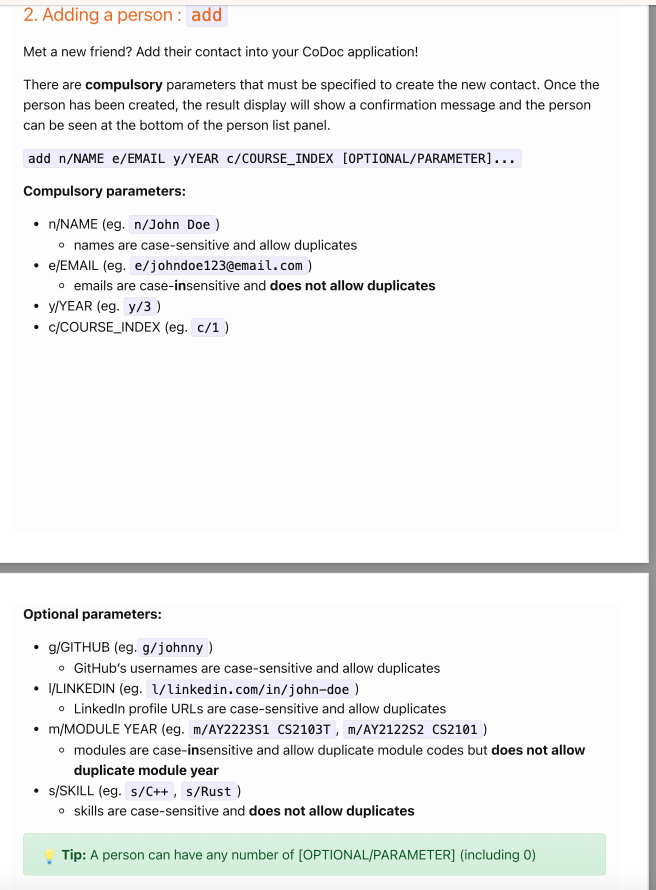 2. Adding a person : add
Met a new friend? Add their contact into your CoDoc application!
There are compulsory parameters that must be specified to create the new contact. Once the
person has been created, the result display will show a confirmation message and the person
can be seen at the bottom of the person list panel.
add n/NAME e/EMAIL y/YEAR c/COURSE_INDEX [OPTIONAL/PARAMETER]...
Compulsory parameters:
• n/NAME (eg. n/John Doe )
◦ names are case-sensitive and allow duplicates
• e/EMAIL (eg. e/johndoe123@email.com )
◦ emails are case-insensitive and does not allow duplicates
• y/YEAR (eg. y/3 )
• c/COURSE_INDEX (eg. c/1 )
Optional parameters:
• g/GITHUB (eg. g/johnny )
◦ GitHub's usernames are case-sensitive and allow duplicates
• l/LINKEDIN (eg. l/linkedin.com/in/john-doe )
◦ LinkedIn profile URLs are case-sensitive and allow duplicates
• m/MODULE YEAR (eg. m/AY2223S1 CS2103T , m/AY2122S2 CS2101 )
◦ modules are case-insensitive and allow duplicate module codes but does not allow
duplicate module year
• s/SKILL (eg. s/C++ , s/Rust )
◦ skills are case-sensitive and does not allow duplicates
💡 Tip: A person can have any number of [OPTIONAL/PARAMETER] (including 0)